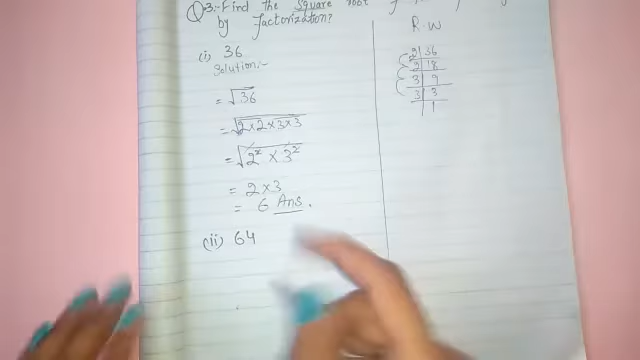 Q3:- Find the Square root
by factorization?
(i) 36
Solution:-
= √36
= √2×2×3×3
= √2² × 3²
= 2×3
= 6 Ans.
(ii) 64
R. W
2 | 36
2 | 18
3 | 9
3 | 3
| 1